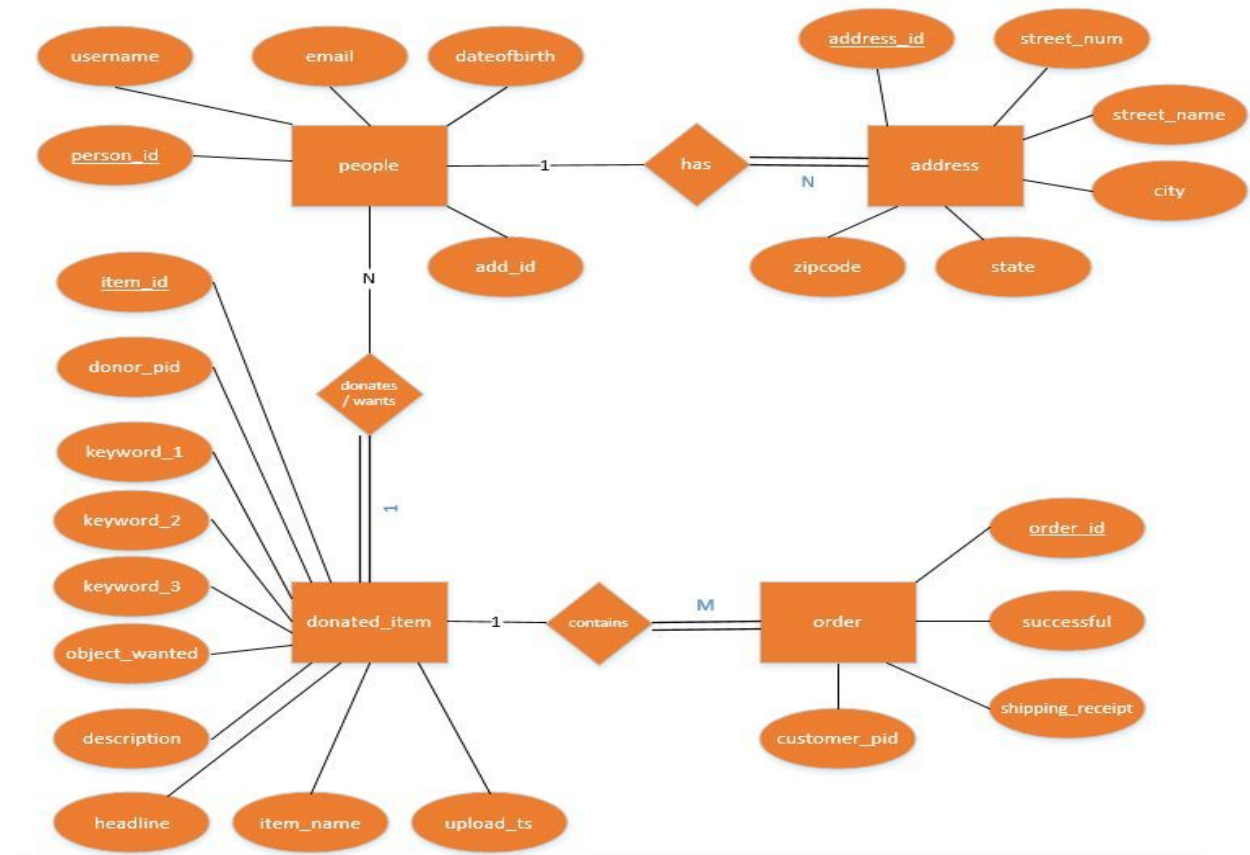 username
email
dateofbirth
address_id
street_num
person_id
people
1
has
N
address
street_name
city
add_id
zipcode
state
N
item_id
donor_pid
donates
/ wants
keyword_1
keyword_2
1
keyword_3
object_wanted
donated_item
1
contains
M
order
order_id
successful
shipping_receipt
customer_pid
description
headline
item_name
upload_ts